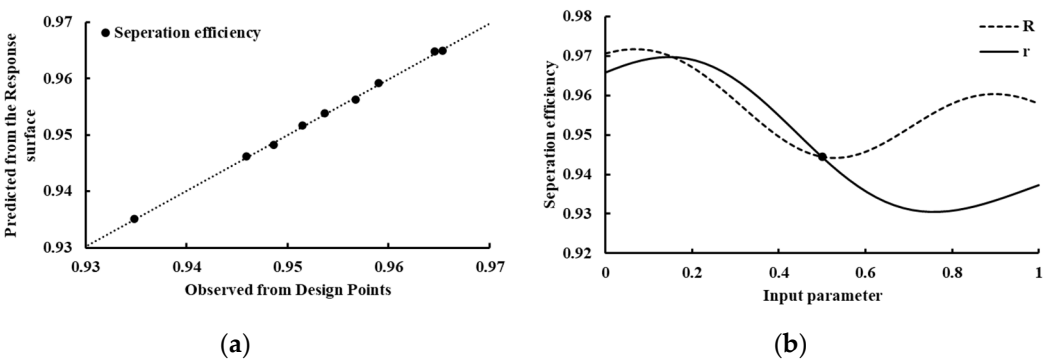 0.97
0.96
0.95
0.94
0.93
Predicted from the Response
surface
Seperation efficiency
0.93
0.94
0.95
0.96
0.97
Observed from Design Points
(a)
0.98
0.97
0.96
0.95
0.94
0.93
0.92
Seperation efficiency
R
r
0
0.2
0.4
0.6
0.8
1
Input parameter
(b)